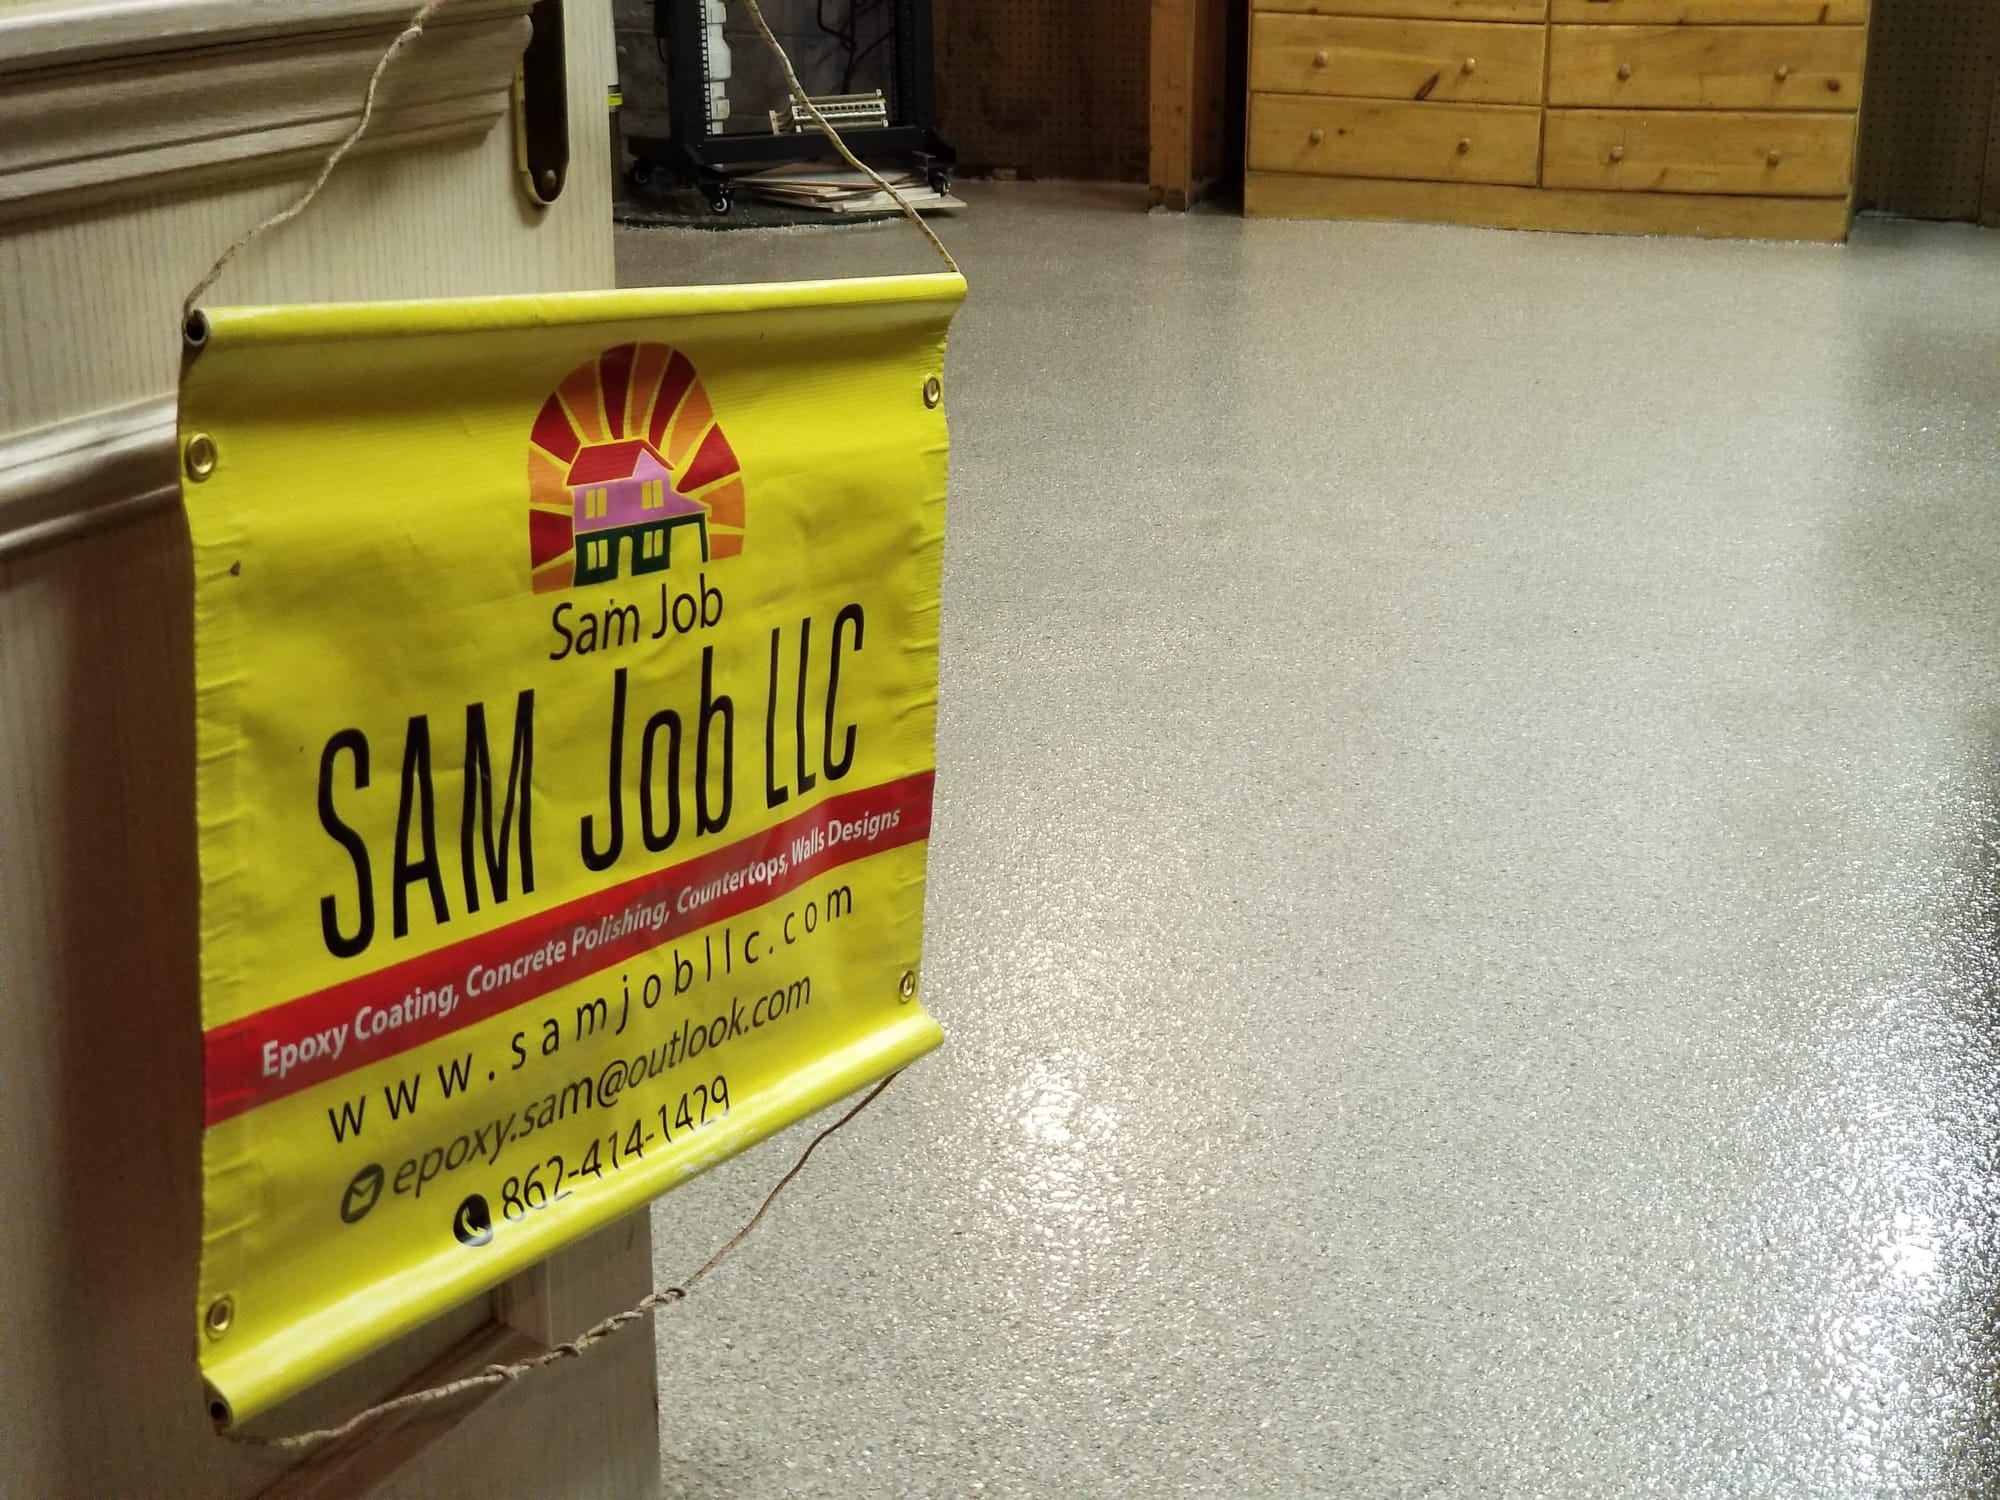 Sam Job
SAM Job LLC
Epoxy Coating, Concrete Polishing, Countertops, Walls Designs
www.samjobllc.com
epoxy.sam@outlook.com
862-414-1429